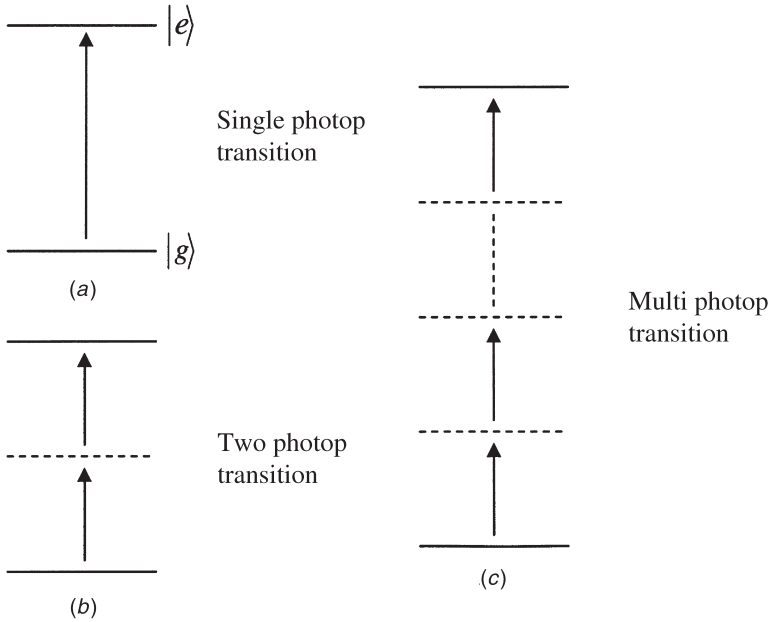 |e⟩
Single photop
transition
|g⟩
(a)
Two photop
transition
(b)
Multi photop
transition
(c)